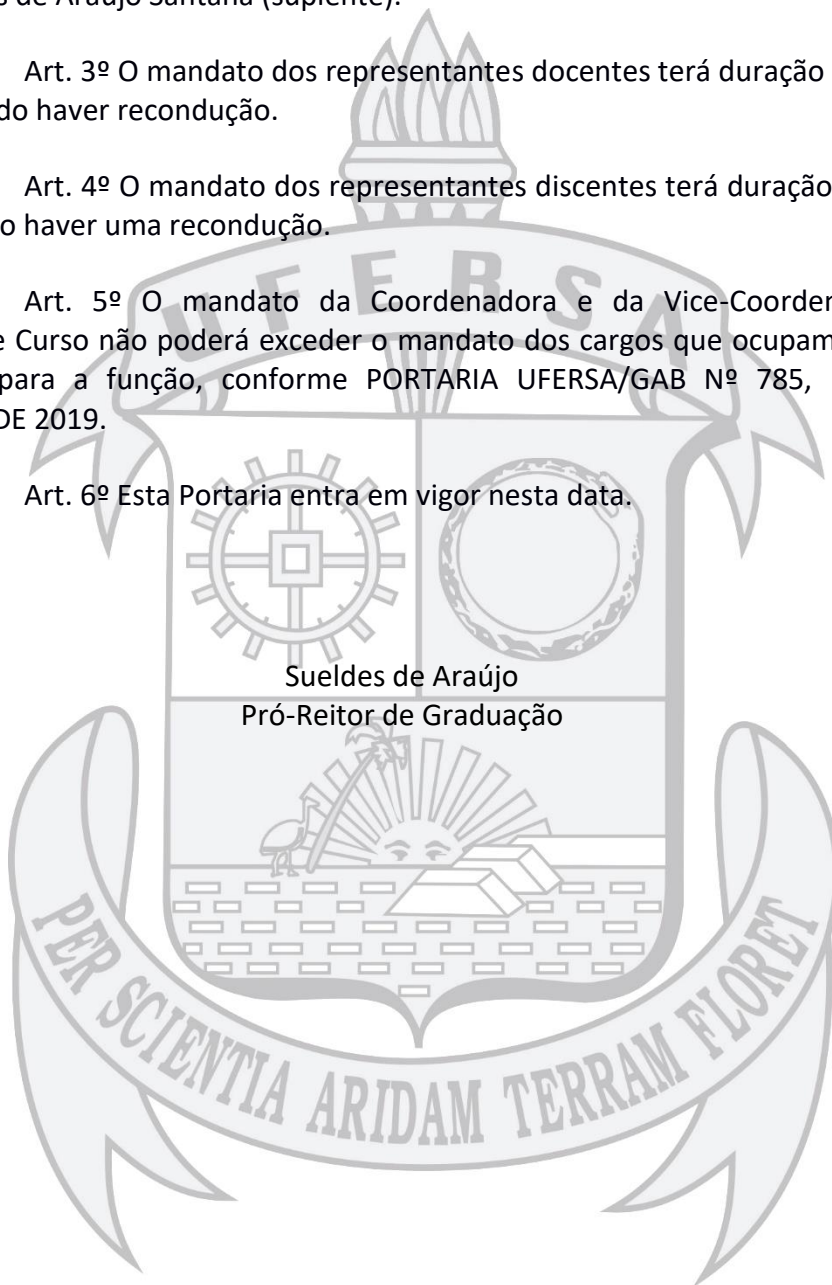 s de Araújo Santana (suplente).
Art. 3º O mandato dos representantes docentes terá duração
do haver recondução.
Art. 4º O mandato dos representantes discentes terá duração
o haver uma recondução.
Art. 5º O mandato da Coordenadora e da Vice-Coorden
e Curso não poderá exceder o mandato dos cargos que ocupam
para a função, conforme PORTARIA UFERSA/GAB Nº 785,
DE 2019.
Art. 6º Esta Portaria entra em vigor nesta data.
Sueldes de Araújo
Pró-Reitor de Graduação
UFERSA
PER SCIENTIA ARIDAM TERRAM FLORET